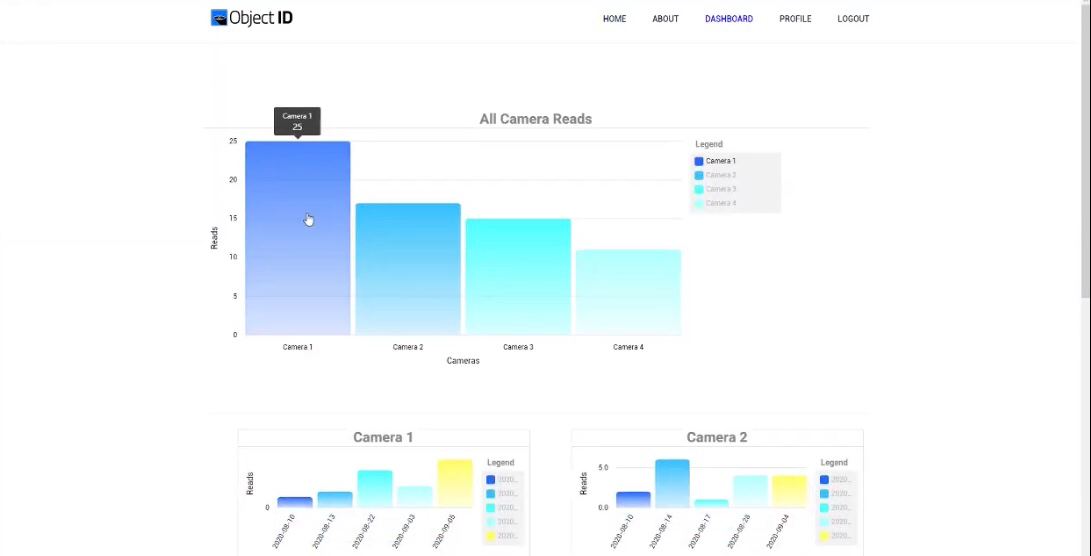 Object ID
HOME ABOUT DASHBOARD PROFILE LOGOUT
All Camera Reads
Camera 1
25
25
20
15
10
5
0
Reads
Camera 1 Camera 2 Camera 3 Camera 4
Cameras
Legend
Camera 1
Camera 2
Camera 3
Camera 4
Camera 1
Reads
0
2020-08-10 2020-08-13 2020-08-22 2020-09-03 2020-09-05
Legend
2020...
2020...
2020...
2020...
2020...
Camera 2
Reads
5.0
0.0
2020-08-10 2020-08-14 2020-08-17 2020-08-28 2020-09-04
Legend
2020...
2020...
2020...
2020...
2020...